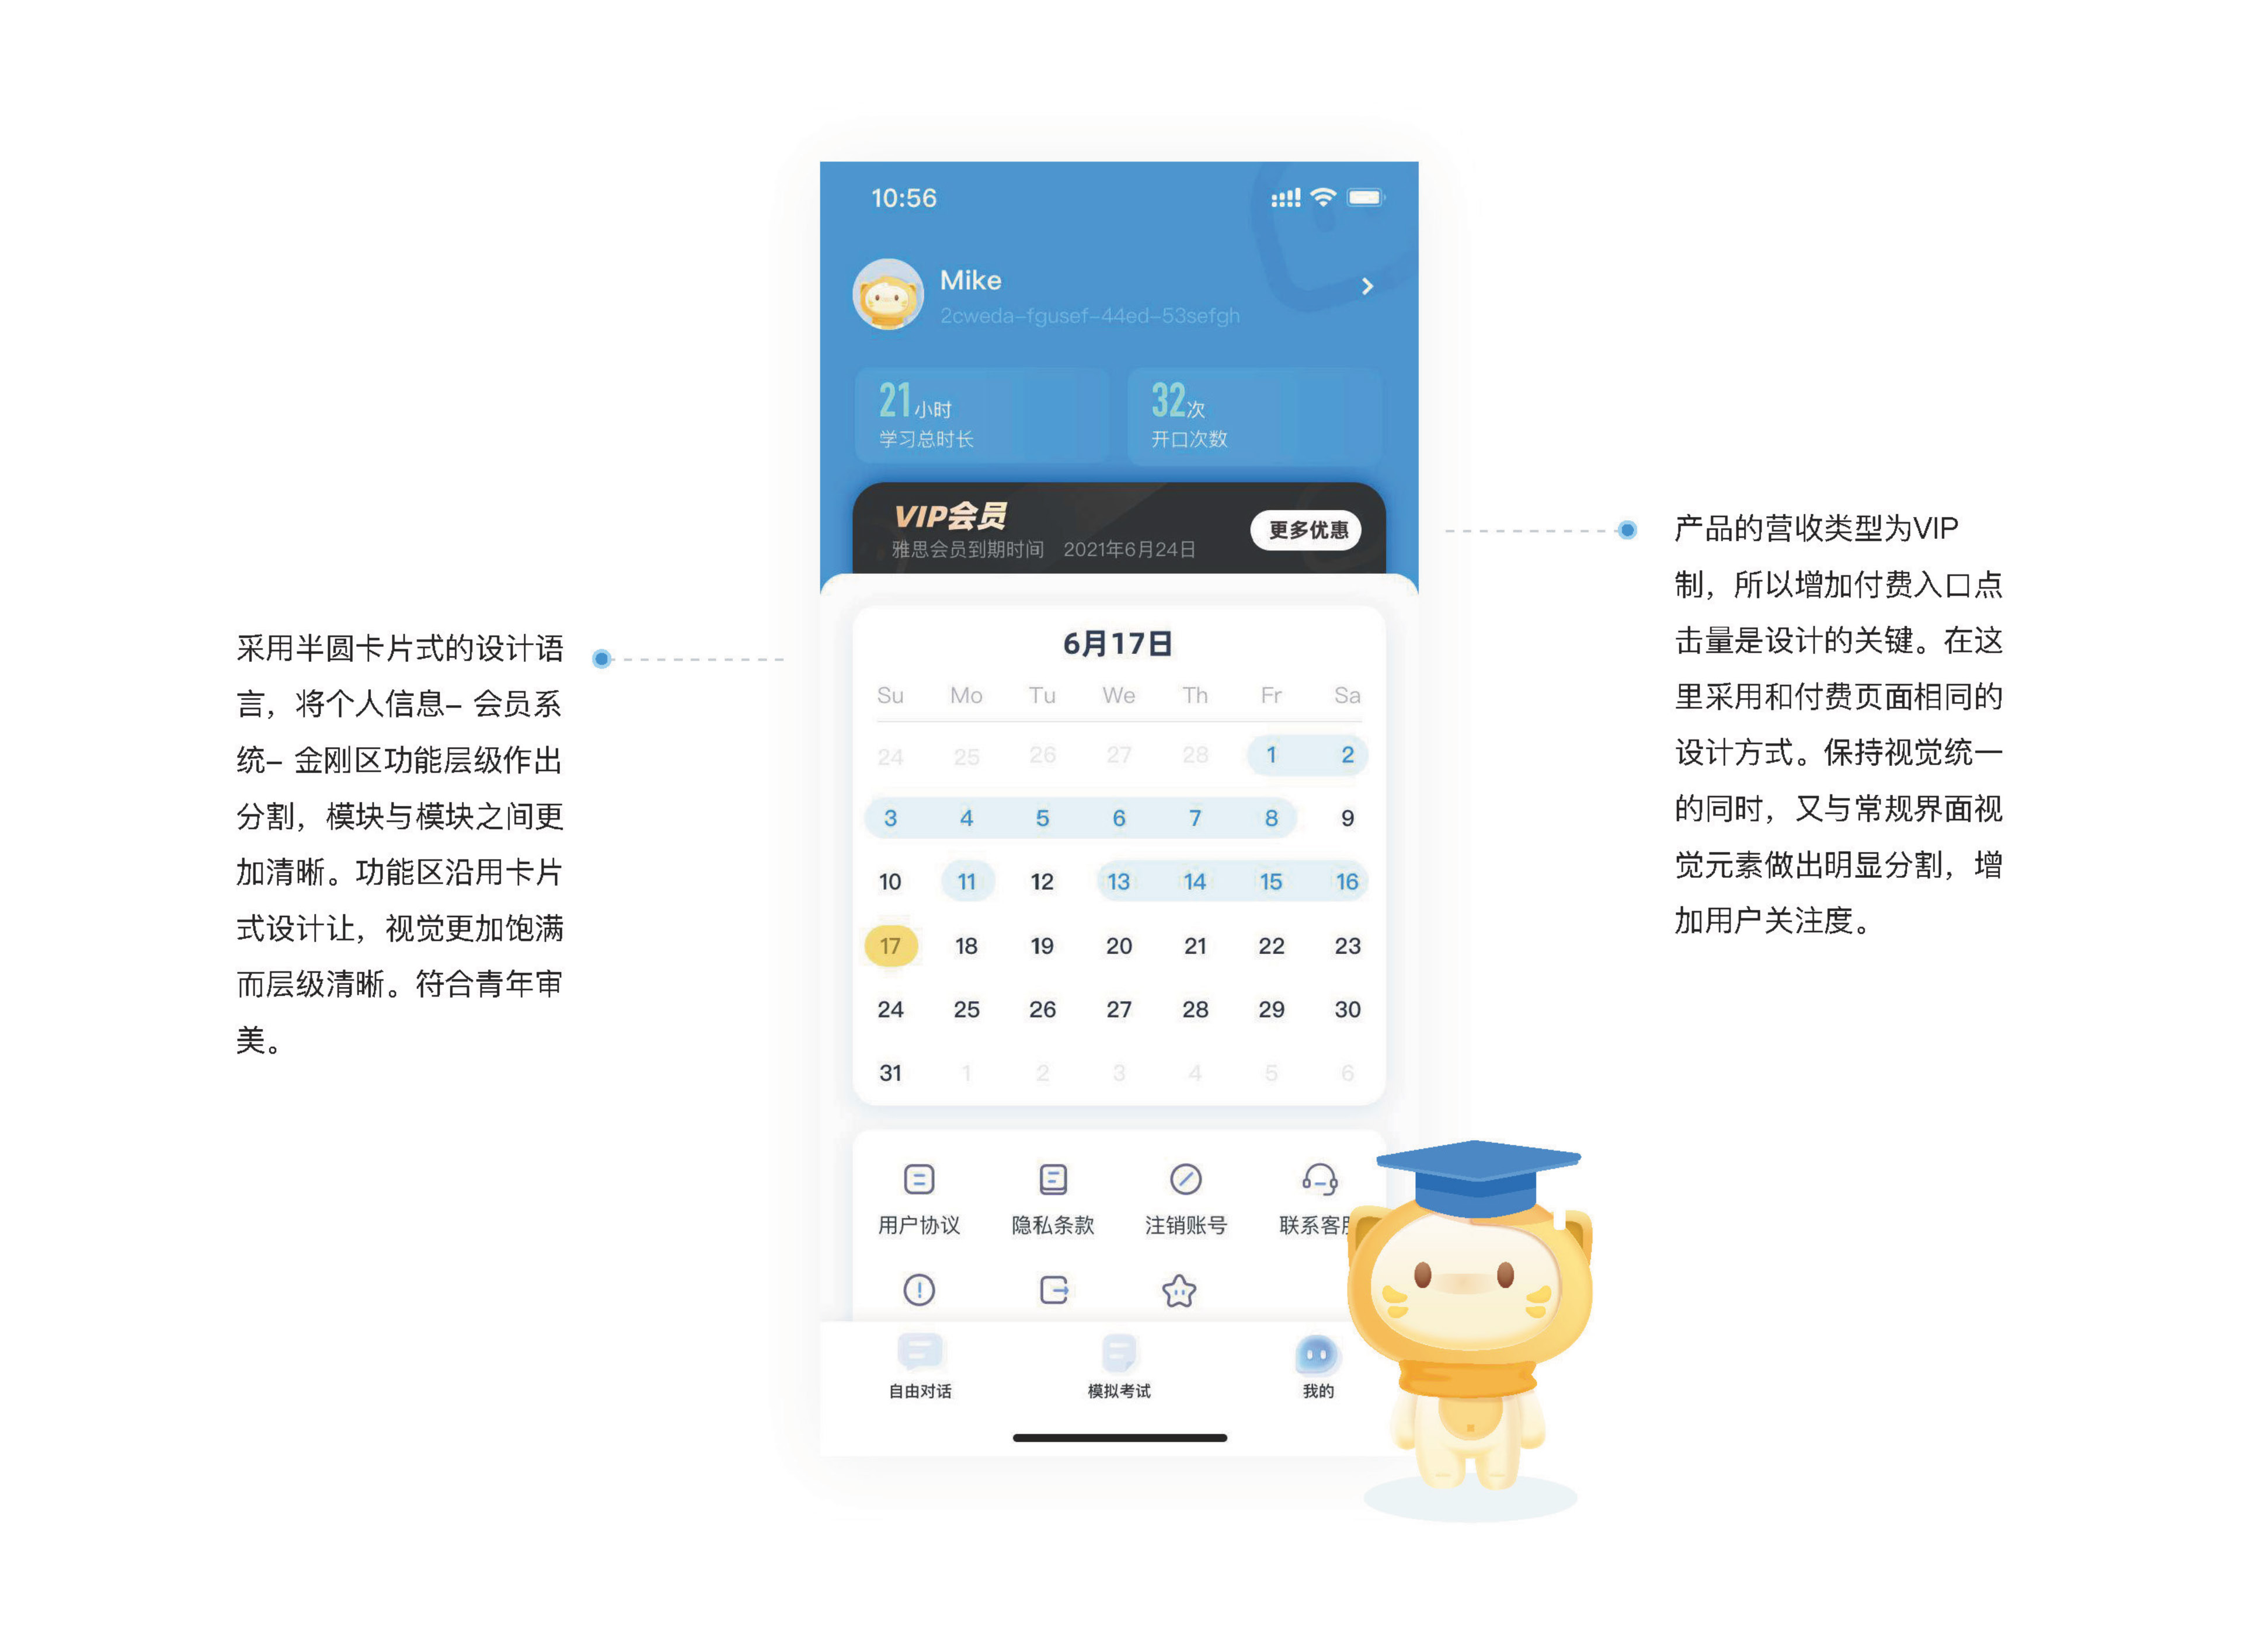 10:56
Mike
2cweda-fgusef-44ed-53sefgh
21小时
学习总时长
32次
开口次数
VIP会员
雅思会员到期时间 2021年6月24日
更多优惠
6月17日
Su Mo Tu We Th Fr Sa
24 25 26 27 28 1 2
3 4 5 6 7 8 9
10 11 12 13 14 15 16
17 18 19 20 21 22 23
24 25 26 27 28 29 30
31 1 2 3 4 5 6
用户协议 隐私条款 注销账号 联系客
自由对话 模拟考试 我的
采用半圆卡片式的设计语
言，将个人信息– 会员系
统– 金刚区功能层级作出
分割，模块与模块之间更
加清晰。功能区沿用卡片
式设计让，视觉更加饱满
而层级清晰。符合青年审
美。
产品的营收类型为VIP
制，所以增加付费入口点
击量是设计的关键。在这
里采用和付费页面相同的
设计方式。保持视觉统一
的同时，又与常规界面视
觉元素做出明显分割，增
加用户关注度。